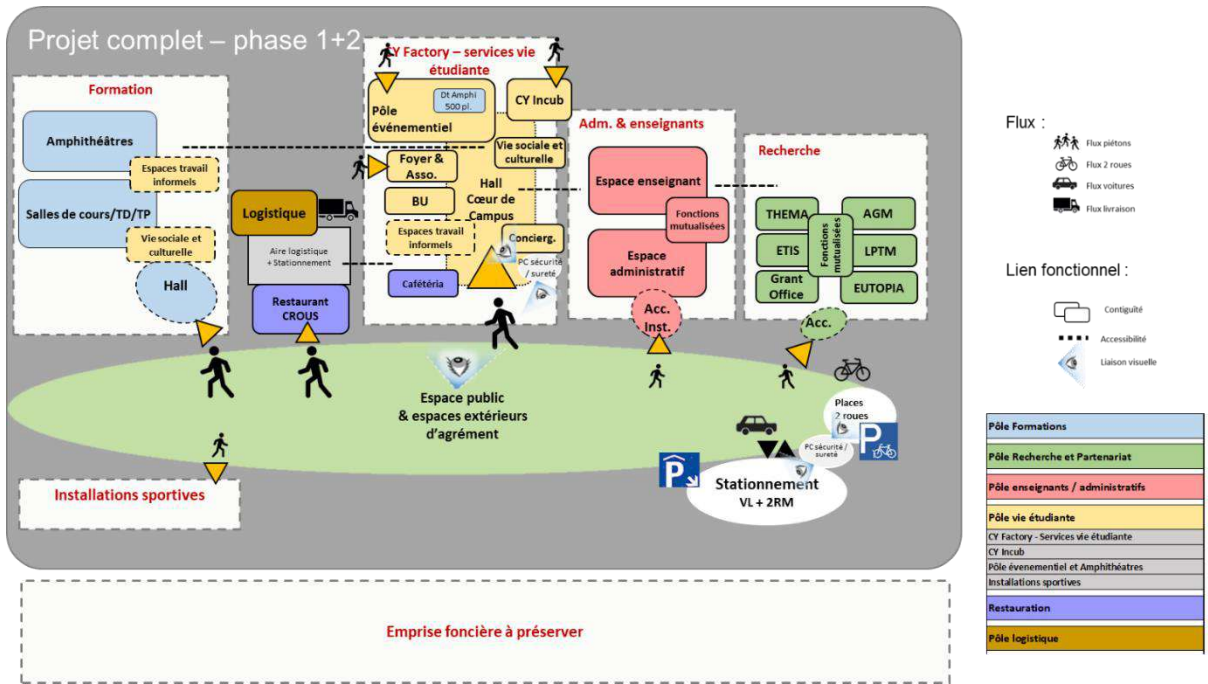 Projet complet – phase 1+2
Formation
Amphithéâtres
Espaces travail
informels
Salles de cours/TD/TP
Vie sociale et
culturelle
Hall
Logistique
Aire logistique
+ Stationnement
Restaurant
CROUS
Y Factory – services vie
étudiante
Pôle
événementiel
Dt Amphi
500 pl.
CY Incub
Vie sociale et
culturelle
Foyer &
Asso.
BU
Hall
Cœur de
Campus
Espaces travail
informels
Concierg.
PC sécurité
/ sureté
Cafétéria
Adm. & enseignants
Espace enseignant
Fonctions
mutualisées
Espace
administratif
Acc.
Inst.
Recherche
THEMA
AGM
ETIS
Fonctions
mutualisées
LPTM
Grant
Office
EUTOPIA
Acc.
Espace public
& espaces extérieurs
d'agrément
Places
2 roues
P
PC sécurité /
sureté
P
Stationnement
VL + 2RM
Installations sportives
Emprise foncière à préserver
Flux :
Flux piétons
Flux 2 roues
Flux voitures
Flux livraison
Lien fonctionnel :
Contiguïté
Accessibilité
Liaison visuelle
Pôle Formations
Pôle Recherche et Partenariat
Pôle enseignants / administratifs
Pôle vie étudiante
CY Factory - Services vie étudiante
CY Incub
Pôle évenementiel et Amphithéatres
Installations sportives
Restauration
Pôle logistique